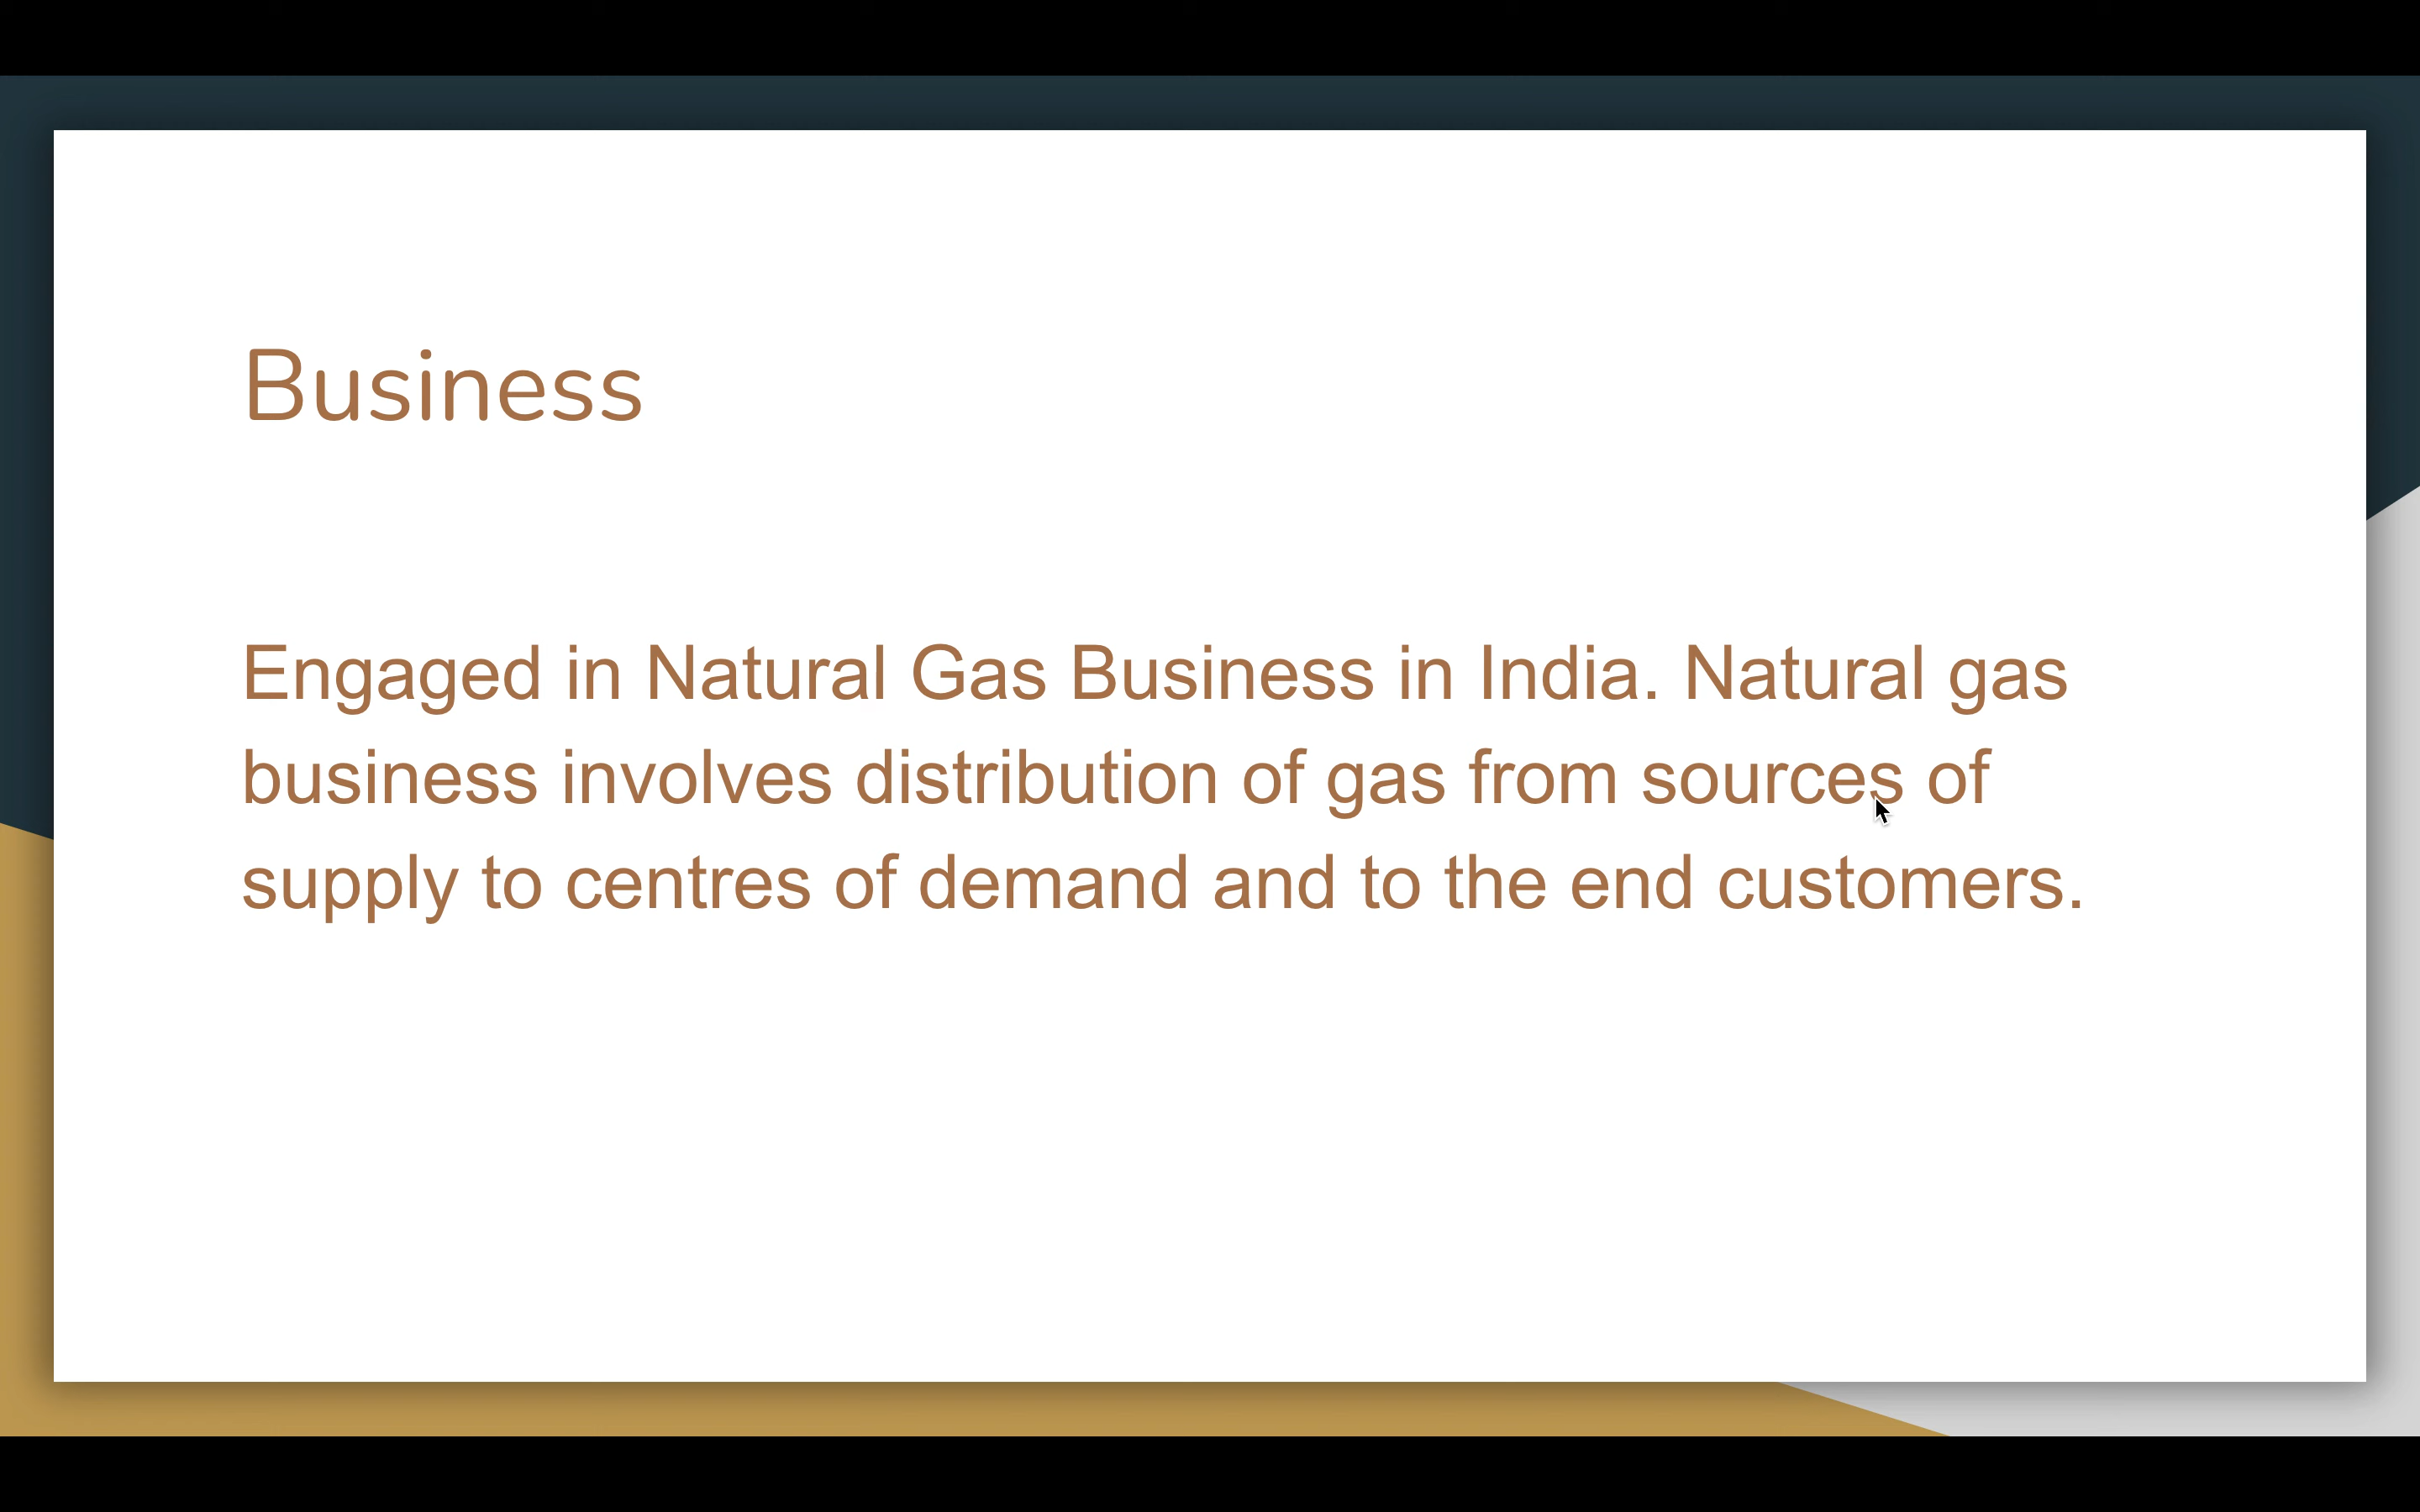 Business
Engaged in Natural Gas Business in India. Natural gas
business involves distribution of gas from sources of
supply to centres of demand and to the end customers.